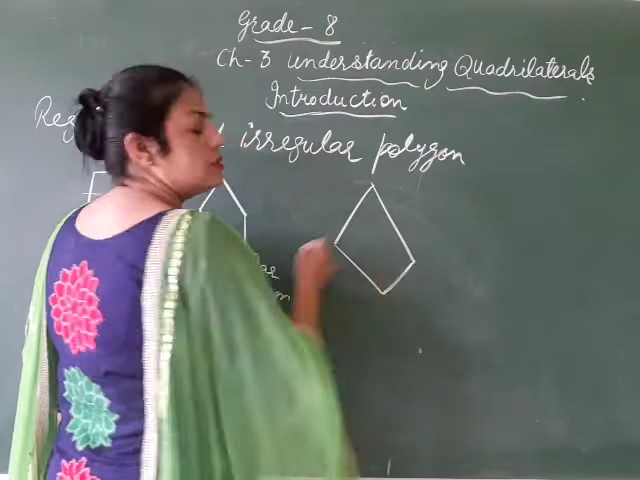 Grade - 8
Ch - 3 understanding Quadrilaterals.
Introduction
irregular polygon